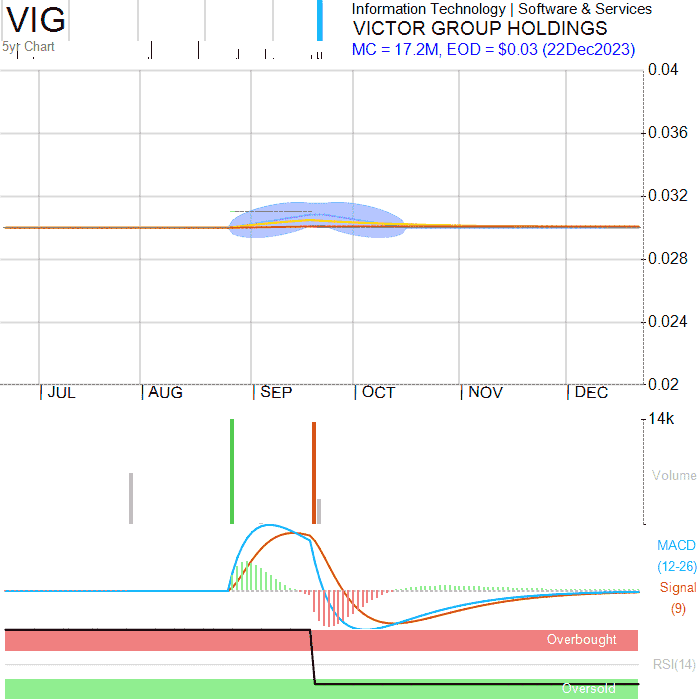 VIG
5yr Chart
Information Technology | Software & Services
VICTOR GROUP HOLDINGS
MC = 17.2M, EOD = $0.03 (22Dec2023)
0.04
0.036
0.032
0.028
0.024
0.02
JUL AUG SEP OCT NOV DEC
14k
Volume
MACD
(12-26)
Signal
(9)
Overbought
RSI(14)
Oversold